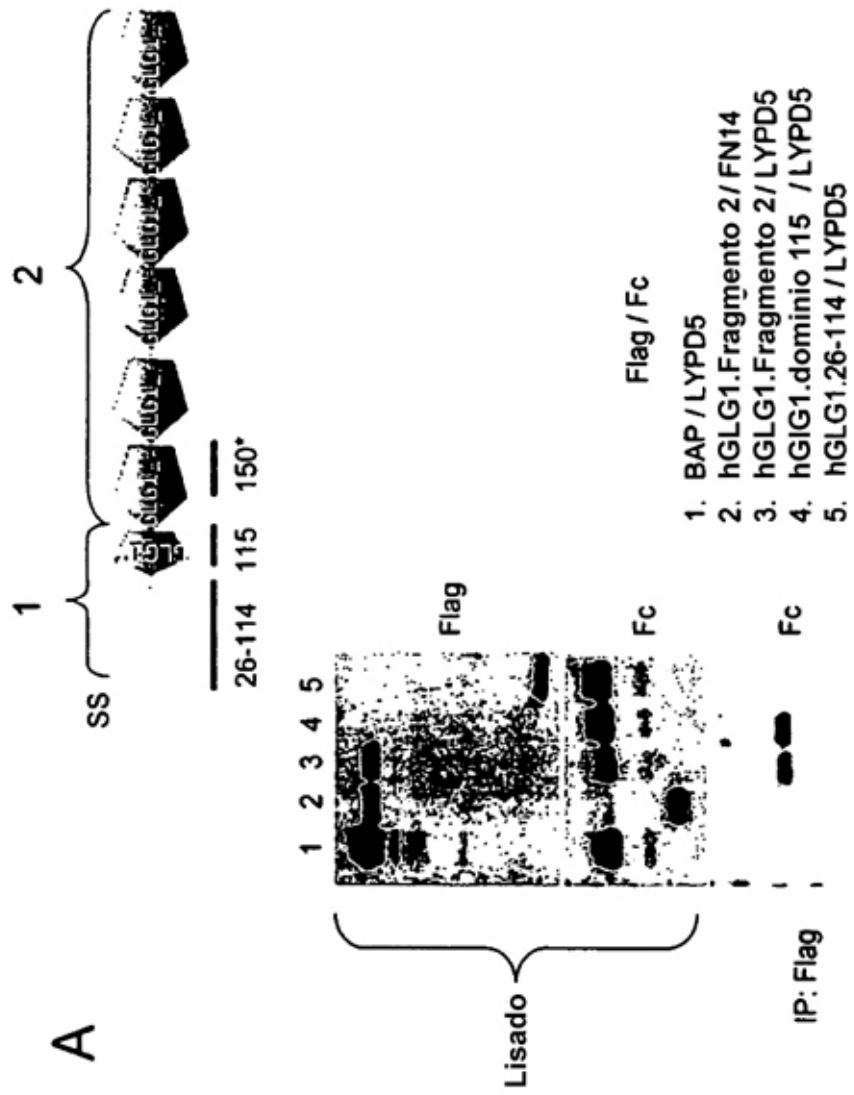 A
1 2
SS
26-114 115 150*
1 2 3 4 5
Lisado
Flag
Fc
IP: Flag
Fc
Flag / Fc
1. BAP / LYPD5
2. hGLG1.Fragmento 2/ FN14
3. hGLG1.Fragmento 2/ LYPD5
4. hGIG1.dominio 115 / LYPD5
5. hGLG1.26-114 / LYPD5